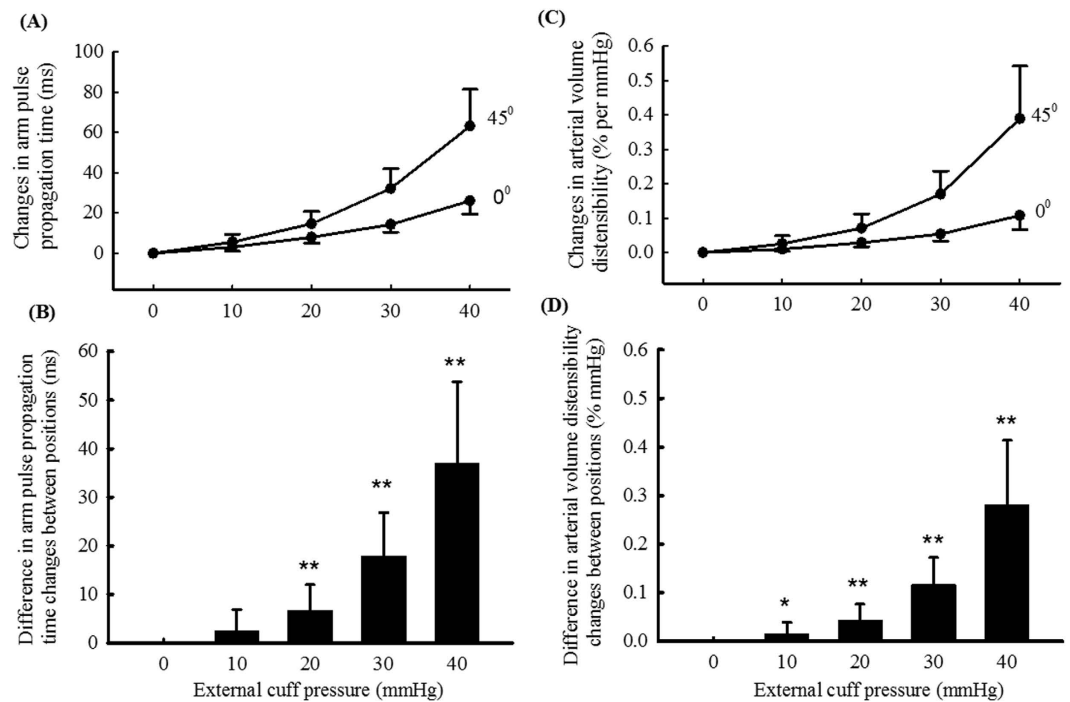 (A)
Changes in arm pulse
propagation time (ms)
100
80
60
40
20
0
45⁰
0⁰
0 10 20 30 40
(B)
Difference in arm pulse propagation
time changes between positions (ms)
60
50
40
30
20
10
0
**
**
**
0 10 20 30 40
External cuff pressure (mmHg)
(C)
Changes in arterial volume
distensibility (% per mmHg)
0.6
0.5
0.4
0.3
0.2
0.1
0.0
45⁰
0⁰
0 10 20 30 40
(D)
Difference in arterial volume distensibility
changes between positions (% mmHg)
0.6
0.5
0.4
0.3
0.2
0.1
0.0
*
**
**
**
0 10 20 30 40
External cuff pressure (mmHg)